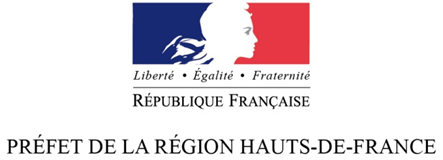 Liberté • Égalité • Fraternité
RÉPUBLIQUE FRANÇAISE
PRÉFET DE LA RÉGION HAUTS-DE-FRANCE